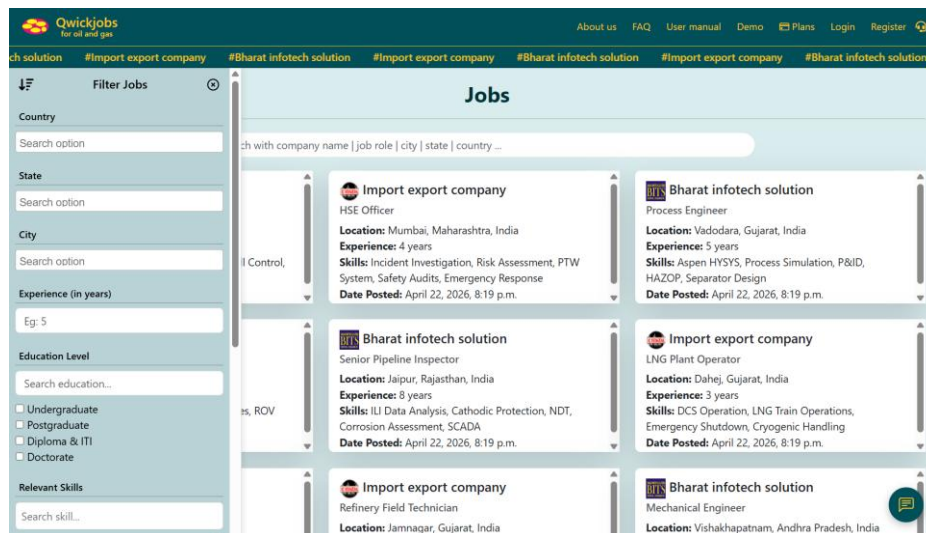 Qwickjobs
for oil and gas
About us FAQ User manual Demo Plans Login Register
ch solution #Import export company #Bharat infotech solution #Import export company #Bharat infotech solution #Import export company #Bharat infotech solution
Filter Jobs
Country
Search option
State
Search option
City
Search option
Experience (in years)
Eg: 5
Education Level
Search education...
Undergraduate
Postgraduate
Diploma & ITI
Doctorate
Relevant Skills
Search skill...
Jobs
ch with company name | job role | city | state | country ...
ll Control,
Import export company
HSE Officer
Location: Mumbai, Maharashtra, India
Experience: 4 years
Skills: Incident Investigation, Risk Assessment, PTW
System, Safety Audits, Emergency Response
Date Posted: April 22, 2026, 8:19 p.m.
Bharat infotech solution
Process Engineer
Location: Vadodara, Gujarat, India
Experience: 5 years
Skills: Aspen HYSYS, Process Simulation, P&ID,
HAZOP, Separator Design
Date Posted: April 22, 2026, 8:19 p.m.
es, ROV
Bharat infotech solution
Senior Pipeline Inspector
Location: Jaipur, Rajasthan, India
Experience: 8 years
Skills: ILI Data Analysis, Cathodic Protection, NDT,
Corrosion Assessment, SCADA
Date Posted: April 22, 2026, 8:19 p.m.
Import export company
LNG Plant Operator
Location: Dahej, Gujarat, India
Experience: 3 years
Skills: DCS Operation, LNG Train Operations,
Emergency Shutdown, Cryogenic Handling
Date Posted: April 22, 2026, 8:19 p.m.
Import export company
Refinery Field Technician
Location: Jamnagar, Gujarat, India
Bharat infotech solution
Mechanical Engineer
Location: Vishakhapatnam, Andhra Pradesh, India